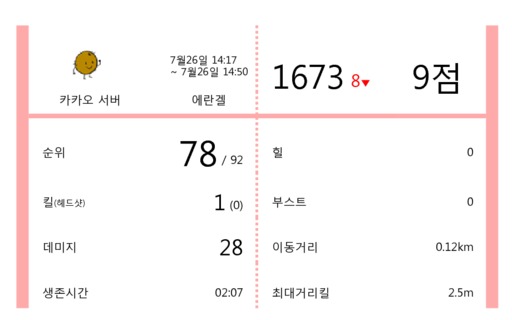 7월26일 14:17
~ 7월26일 14:50
카카오 서버
에란겔
1673 8▼
9점
순위
78 / 92
킬(헤드샷)
1 (0)
데미지
28
생존시간
02:07
힐
0
부스트
0
이동거리
0.12km
최대거리킬
2.5m